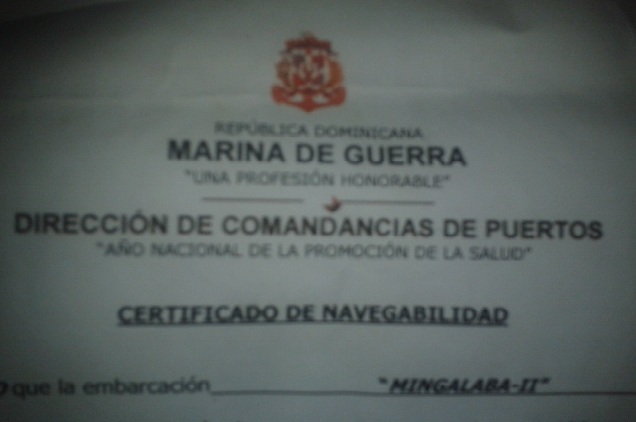 REPÚBLICA DOMINICANA
MARINA DE GUERRA
"UNA PROFESIÓN HONORABLE"
DIRECCIÓN DE COMANDANCIAS DE PUERTOS
"AÑO NACIONAL DE LA PROMOCIÓN DE LA SALUD"
CERTIFICADO DE NAVEGABILIDAD
que la embarcación "MINGALABA-II"